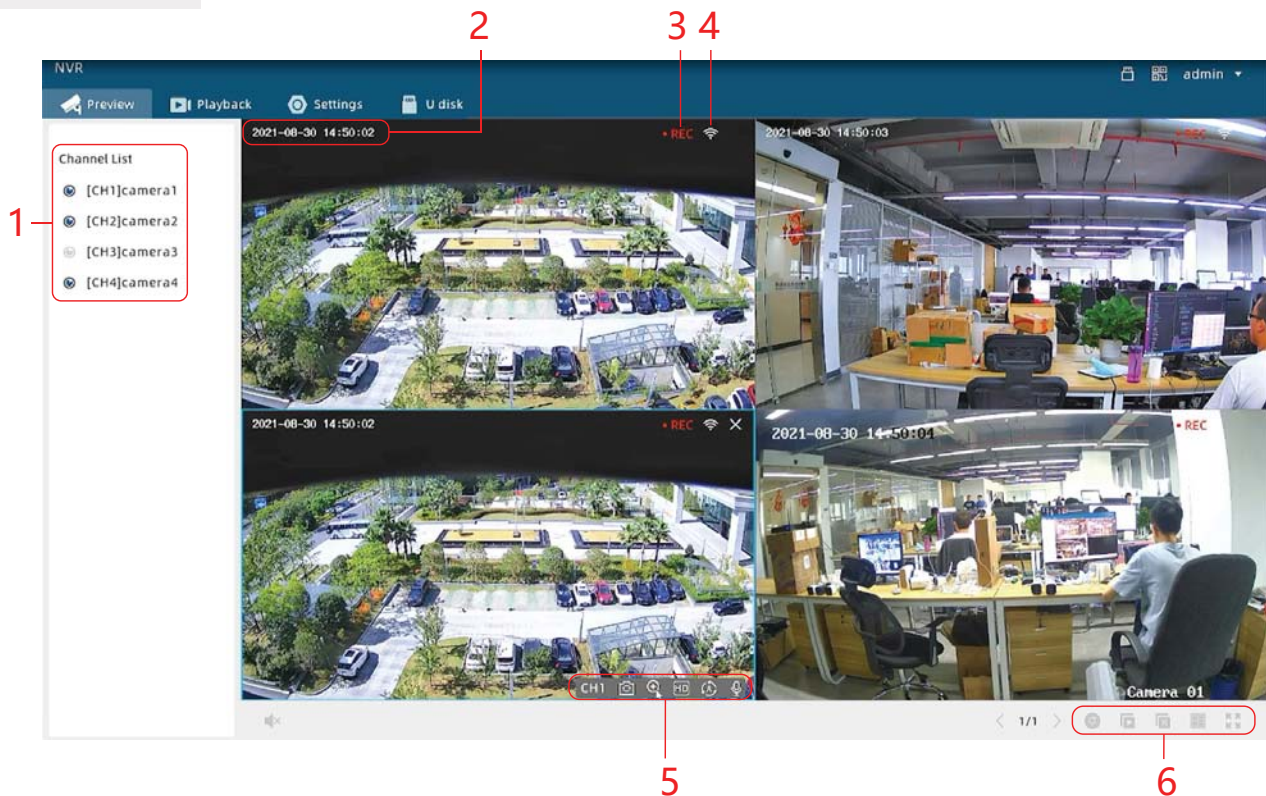 2
3
4
NVR
admin
Preview
Playback
Settings
U disk
2021-08-30 14:50:02
REC
2021-08-30 14:50:03
REC
Channel List
[CH1]camera1
1
[CH2]camera2
[CH3]camera3
[CH4]camera4
2021-08-30 14:50:02
REC
2021-08-30 14:50:04
REC
CH1
HD
A
Camera 01
1/1
5
6